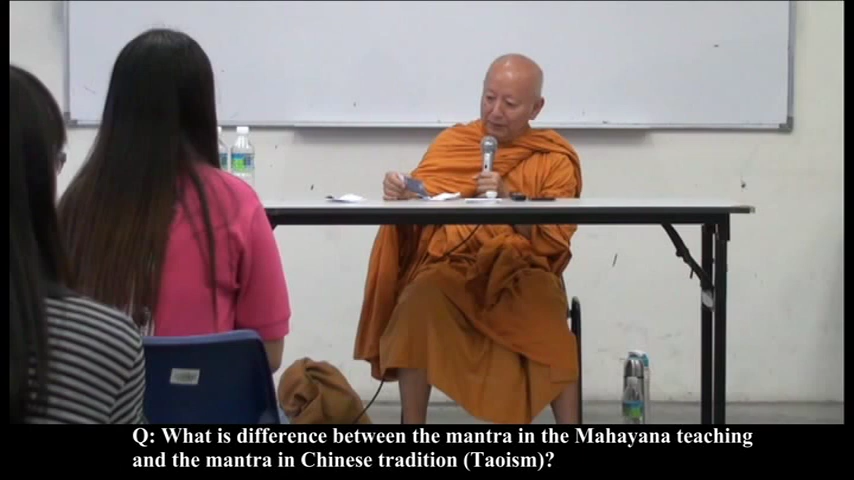 Q: What is difference between the mantra in the Mahayana teaching
and the mantra in Chinese tradition (Taoism)?